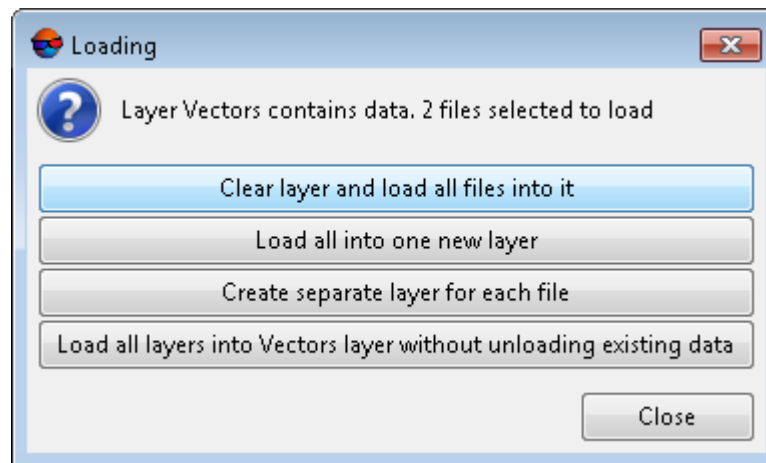 Loading
Layer Vectors contains data. 2 files selected to load
Clear layer and load all files into it
Load all into one new layer
Create separate layer for each file
Load all layers into Vectors layer without unloading existing data
Close